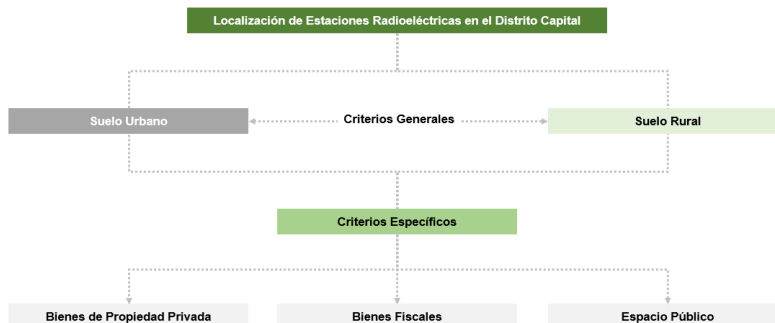 Localización de Estaciones Radioeléctricas en el Distrito Capital
Suelo Urbano
Criterios Generales
Suelo Rural
Criterios Específicos
Bienes de Propiedad Privada
Bienes Fiscales
Espacio Público